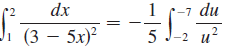 ∫₁² dx / (3 − 5x)² = −1/5 ∫₋₂⁻⁷ du / u²